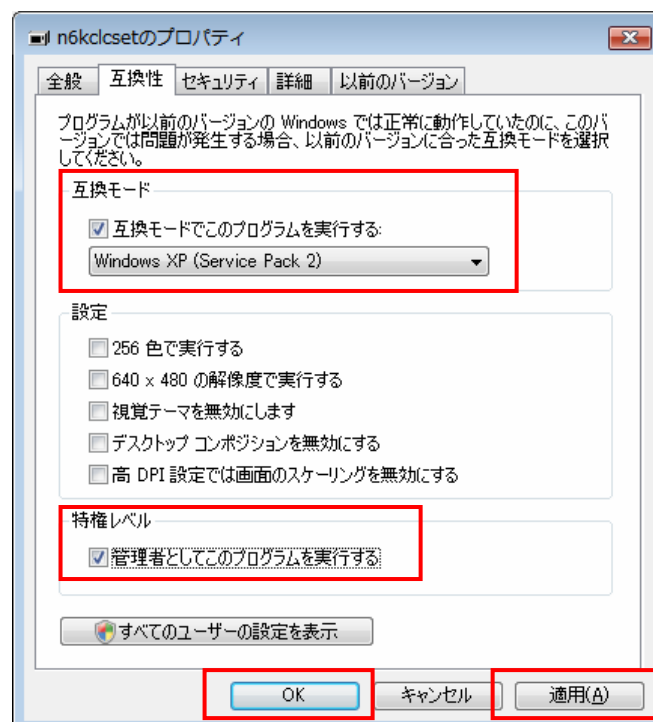 n6kclcsetのプロパティ
全般 互換性 セキュリティ 詳細 以前のバージョン
プログラムが以前のバージョンの Windows では正常に動作していたのに、このバ
ージョンでは問題が発生する場合、以前のバージョンに合った互換モードを選択
してください。
互換モード
互換モードでこのプログラムを実行する:
Windows XP (Service Pack 2)
設定
256 色で実行する
640 x 480 の解像度で実行する
視覚テーマを無効にします
デスクトップ コンポジションを無効にする
高 DPI 設定では画面のスケーリングを無効にする
特権レベル
管理者としてこのプログラムを実行する
すべてのユーザーの設定を表示
OK キャンセル 適用(A)